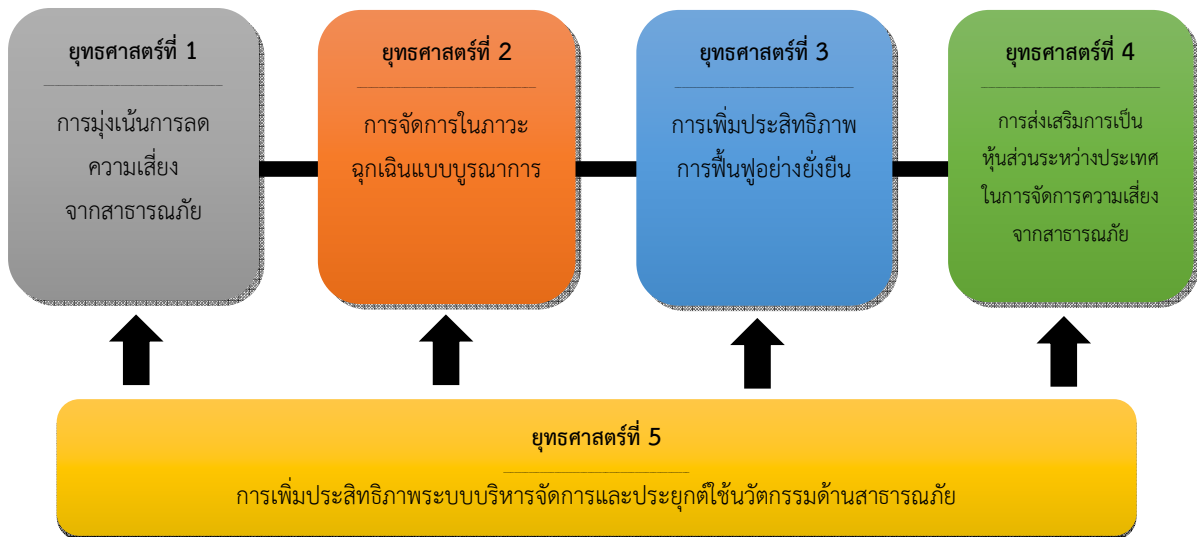 ยุทธศาสตร์ที่ 1
การมุ่งเน้นการลด
ความเสี่ยง
จากสาธารณภัย
ยุทธศาสตร์ที่ 2
การจัดการในภาวะ
ฉุกเฉินแบบบูรณาการ
ยุทธศาสตร์ที่ 3
การเพิ่มประสิทธิภาพ
การฟื้นฟูอย่างยั่งยืน
ยุทธศาสตร์ที่ 4
การส่งเสริมการเป็น
หุ้นส่วนระหว่างประเทศ
ในการจัดการความเสี่ยง
จากสาธารณภัย
ยุทธศาสตร์ที่ 5
การเพิ่มประสิทธิภาพระบบบริหารจัดการและประยุกต์ใช้นวัตกรรมด้านสาธารณภัย